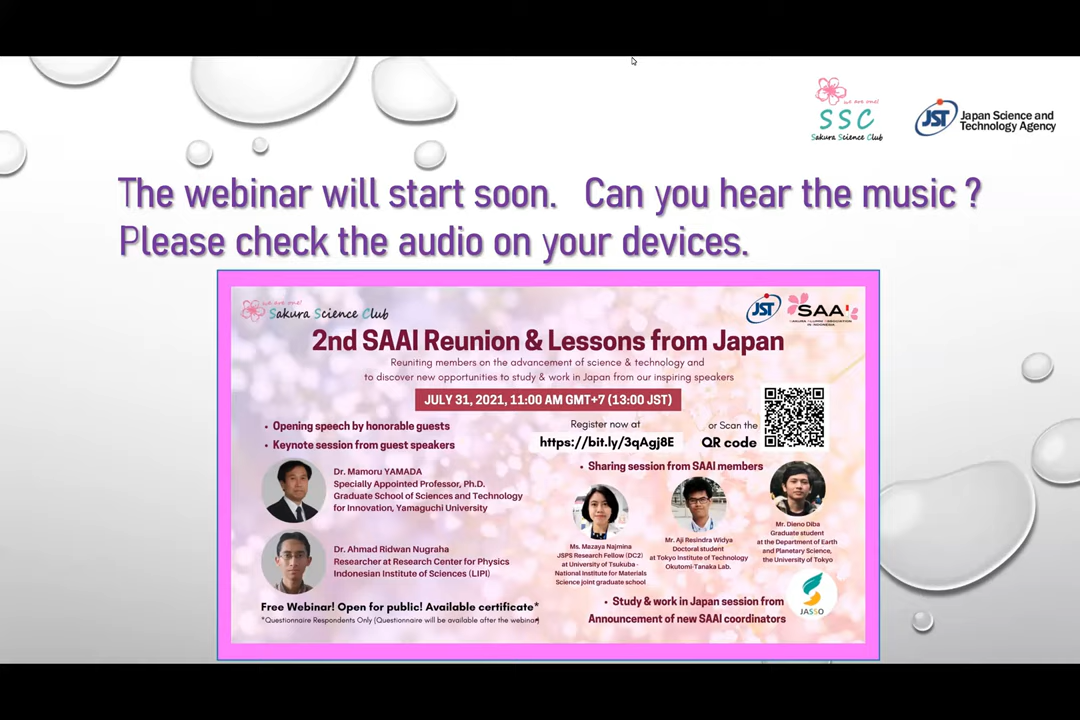 we are one!
SSC
Sakura Science Club
JST
Japan Science and
Technology Agency
The webinar will start soon. Can you hear the music ?
Please check the audio on your devices.
we are one!
Sakura Science Club
JST
SAAI
SAKURA ALUMNI ASSOCIATION
IN INDONESIA
2nd SAAI Reunion & Lessons from Japan
Reuniting members on the advancement of science & technology and
to discover new opportunities to study & work in Japan from our inspiring speakers
JULY 31, 2021, 11:00 AM GMT+7 (13:00 JST)
• Opening speech by honorable guests
• Keynote session from guest speakers
Register now at
https://bit.ly/3qAgj8E
or Scan the
QR code
Dr. Mamoru YAMADA
Specially Appointed Professor, Ph.D.
Graduate School of Sciences and Technology
for Innovation, Yamaguchi University
Dr. Ahmad Ridwan Nugraha
Researcher at Research Center for Physics
Indonesian Institute of Sciences (LIPI)
• Sharing session from SAAI members
Ms. Mazaya Najmina
JSPS Research Fellow (DC2)
at University of Tsukuba -
National Institute for Materials
Science joint graduate school
Mr. Aji Resindra Widya
Doctoral student
at Tokyo Institute of Technology
Okutomi-Tanaka Lab.
Mr. Dieno Diba
Graduate student
at the Department of Earth
and Planetary Science,
the University of Tokyo
Free Webinar! Open for public! Available certificate*
*Questionnaire Respondents Only (Questionnaire will be available after the webinar)
• Study & work in Japan session from
JASSO
Announcement of new SAAI coordinators